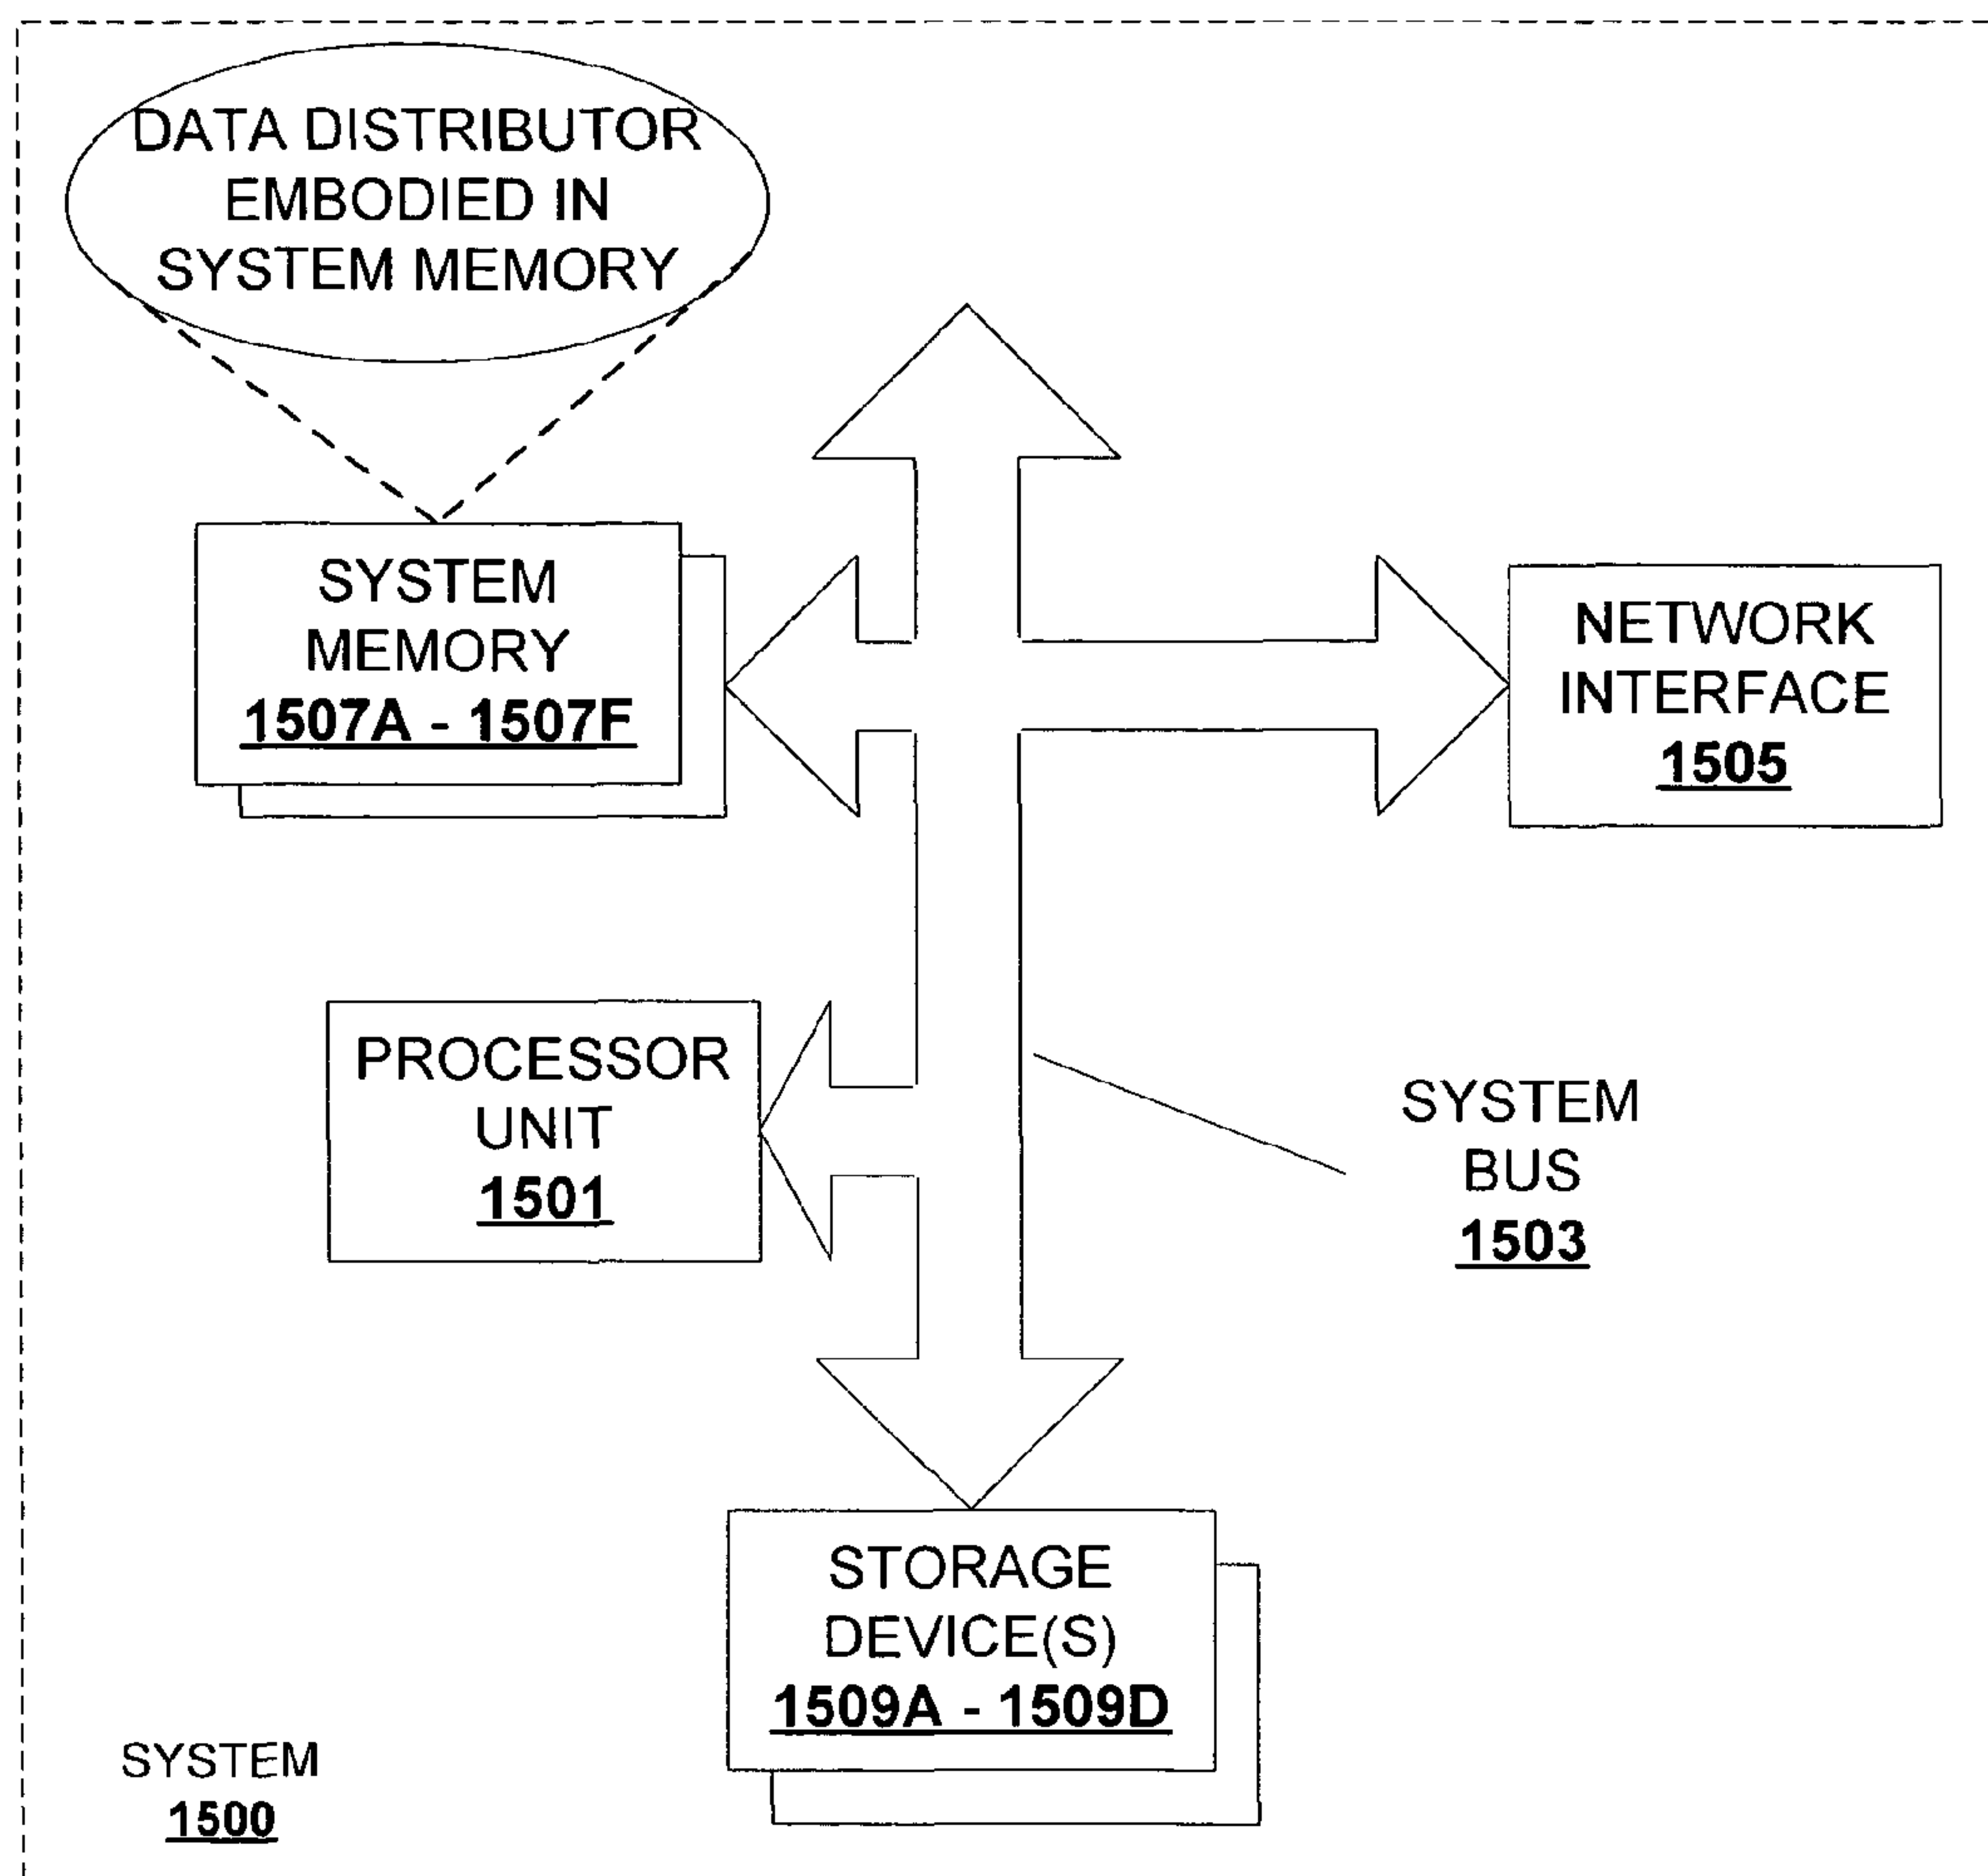 DATA DISTRIBUTOR
EMBODIED IN
SYSTEM MEMORY
SYSTEM
MEMORY
1507A - 1507F
NETWORK
INTERFACE
1505
PROCESSOR
UNIT
1501
SYSTEM
BUS
1503
STORAGE
DEVICE(S)
1509A - 1509D
SYSTEM
1500